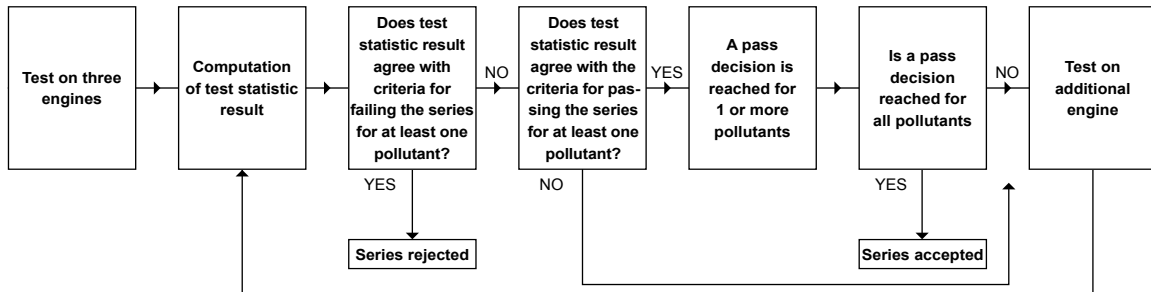 Test on three
engines
Computation
of test statistic
result
Does test
statistic result
agree with
criteria for
failing the series
for at least one
pollutant?
NO
YES
Series rejected
Does test
statistic result
agree with the
criteria for pas-
sing the series
for at least one
pollutant?
YES
NO
A pass
decision is
reached for
1 or more
pollutants
Is a pass
decision
reached for
all pollutants
NO
YES
Series accepted
Test on
additional
engine